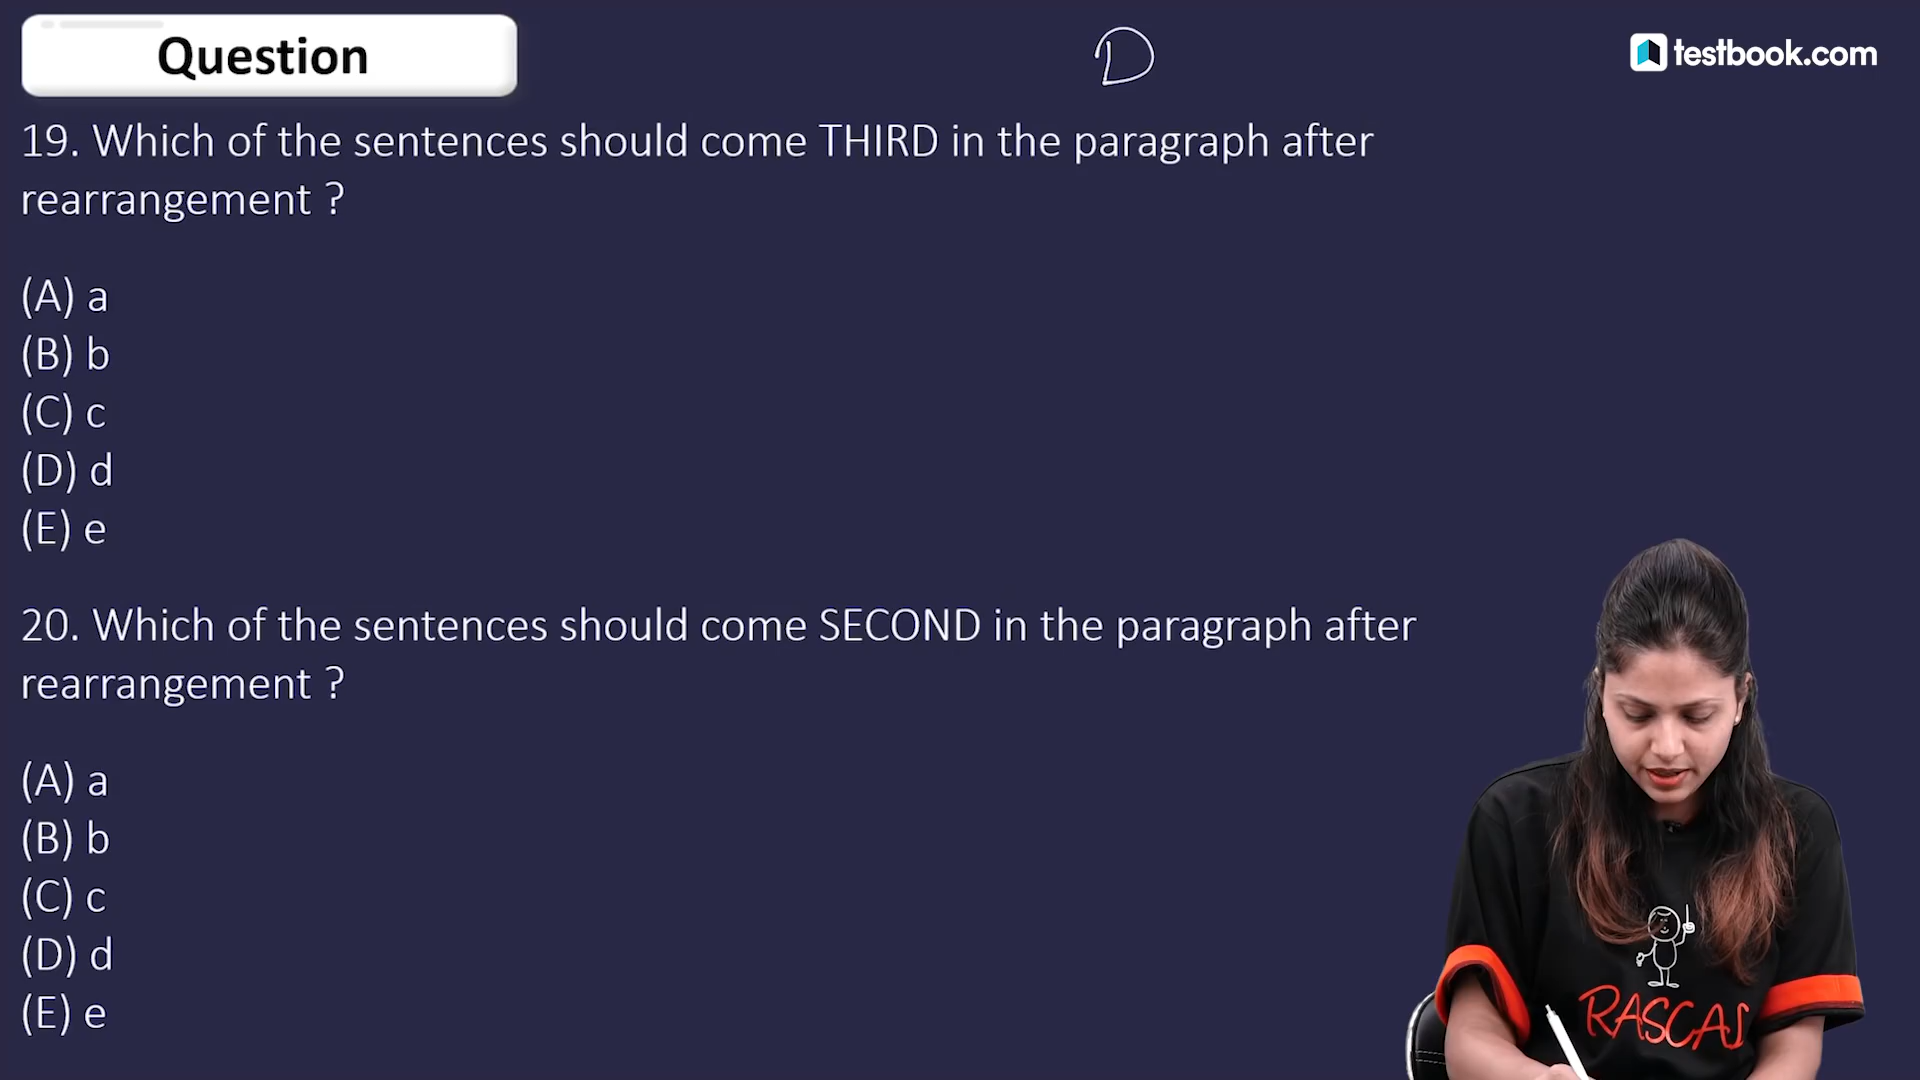 Question
D
testbook.com
19. Which of the sentences should come THIRD in the paragraph after
rearrangement ?
(A) a
(B) b
(C) c
(D) d
(E) e
20. Which of the sentences should come SECOND in the paragraph after
rearrangement ?
(A) a
(B) b
(C) c
(D) d
(E) e
RASCAL